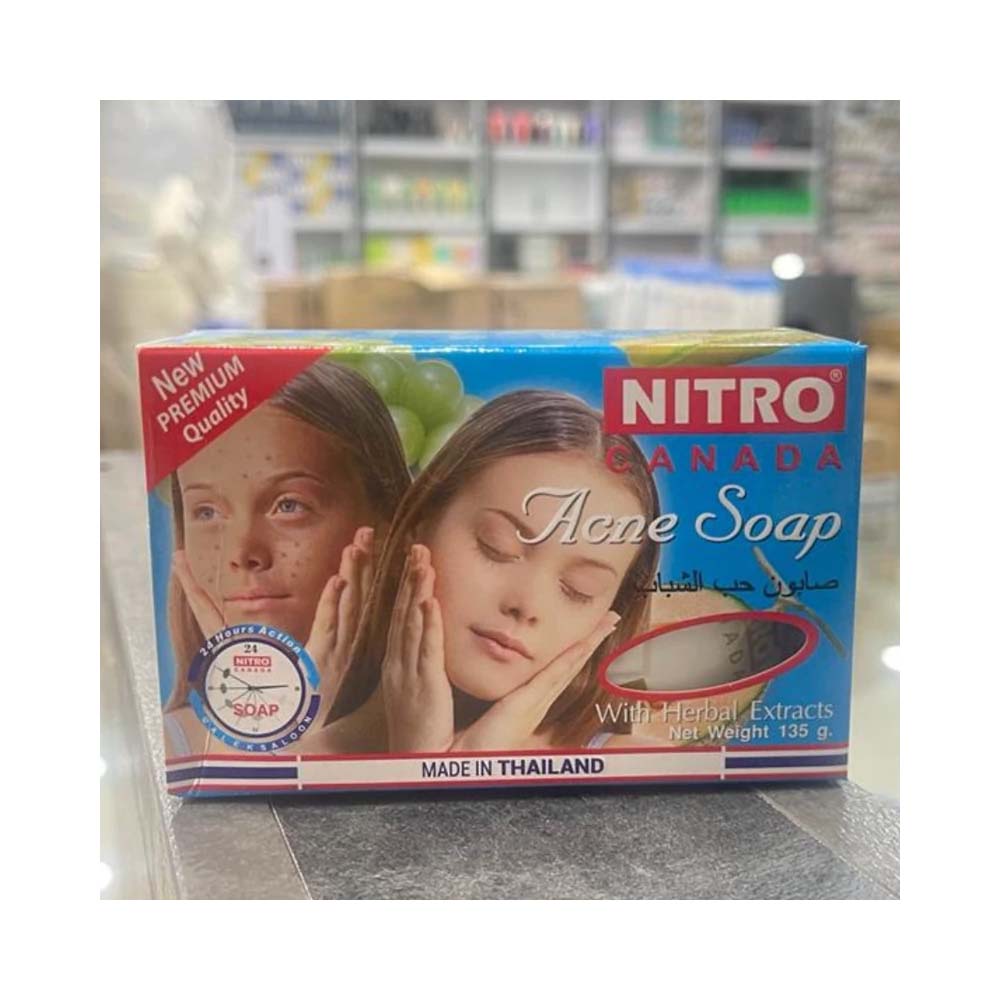 New
PREMIUM
Quality
NITRO®
CANADA
Acne Soap
صابون حب الشباب
24 Hours Action
24
NITRO
CANADA
SOAP
With Herbal Extracts
Net Weight 135 g.
MADE IN THAILAND